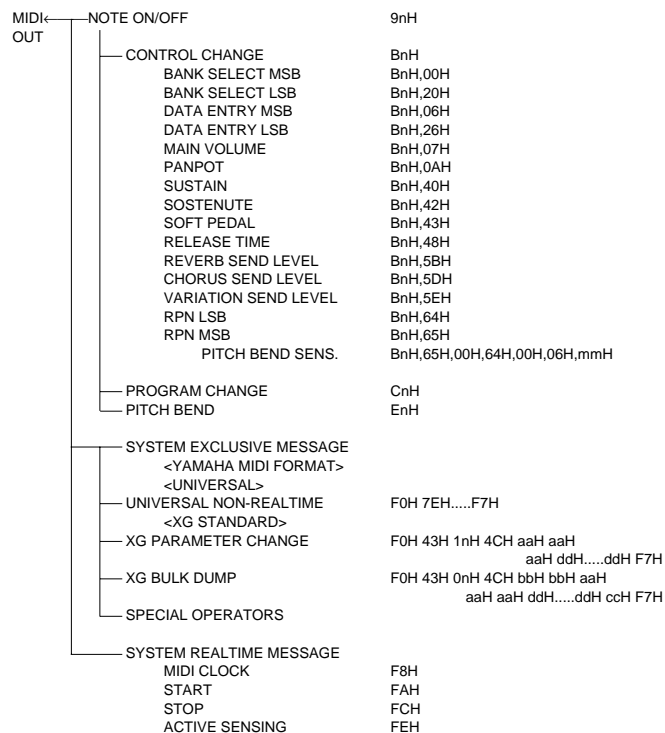 MIDI NOTE ON/OFF 9nH
OUT
CONTROL CHANGE BnH
BANK SELECT MSB BnH,00H
BANK SELECT LSB BnH,20H
DATA ENTRY MSB BnH,06H
DATA ENTRY LSB BnH,26H
MAIN VOLUME BnH,07H
PANPOT BnH,0AH
SUSTAIN BnH,40H
SOSTENUTE BnH,42H
SOFT PEDAL BnH,43H
RELEASE TIME BnH,48H
REVERB SEND LEVEL BnH,5BH
CHORUS SEND LEVEL BnH,5DH
VARIATION SEND LEVEL BnH,5EH
RPN LSB BnH,64H
RPN MSB BnH,65H
PITCH BEND SENS. BnH,65H,00H,64H,00H,06H,mmH
PROGRAM CHANGE CnH
PITCH BEND EnH
SYSTEM EXCLUSIVE MESSAGE
<YAMAHA MIDI FORMAT>
<UNIVERSAL>
UNIVERSAL NON-REALTIME F0H 7EH.....F7H
<XG STANDARD>
XG PARAMETER CHANGE F0H 43H 1nH 4CH aaH aaH
aaH ddH.....ddH F7H
XG BULK DUMP F0H 43H 0nH 4CH bbH bbH aaH
aaH aaH ddH.....ddH ccH F7H
SPECIAL OPERATORS
SYSTEM REALTIME MESSAGE
MIDI CLOCK F8H
START FAH
STOP FCH
ACTIVE SENSING FEH